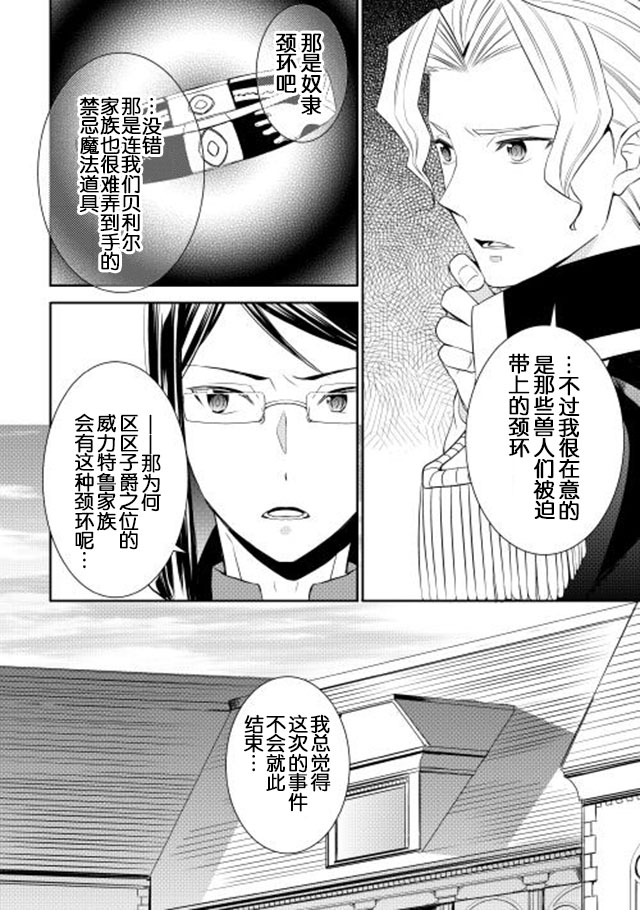 …不过我很在意的
是那些兽人们被迫
带上的颈环
那是奴隶
颈环吧
…没错
那是连我们贝利尔
家族也很难弄到手的
禁忌魔法道具
——那为何
区区子爵之位的
威力特鲁家族
会有这种颈环呢…
我总觉得
这次的事件
不会就此
结束…